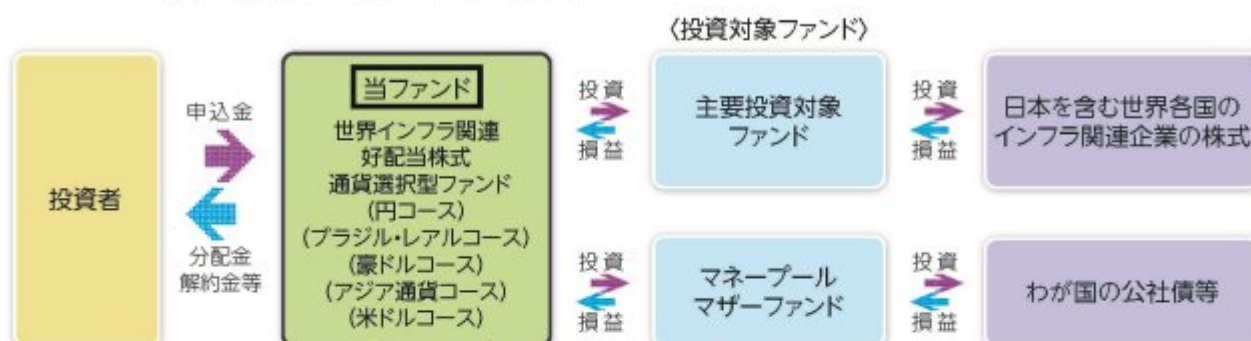 〈投資対象ファンド〉
投資者
申込金
分配金
解約金等
当ファンド
世界インフラ関連
好配当株式
通貨選択型ファンド
(円コース)
(ブラジル・レアルコース)
(豪ドルコース)
(アジア通貨コース)
(米ドルコース)
投資
損益
主要投資対象
ファンド
投資
損益
日本を含む世界各国の
インフラ関連企業の株式
投資
損益
マネープール
マザーファンド
投資
損益
わが国の公社債等